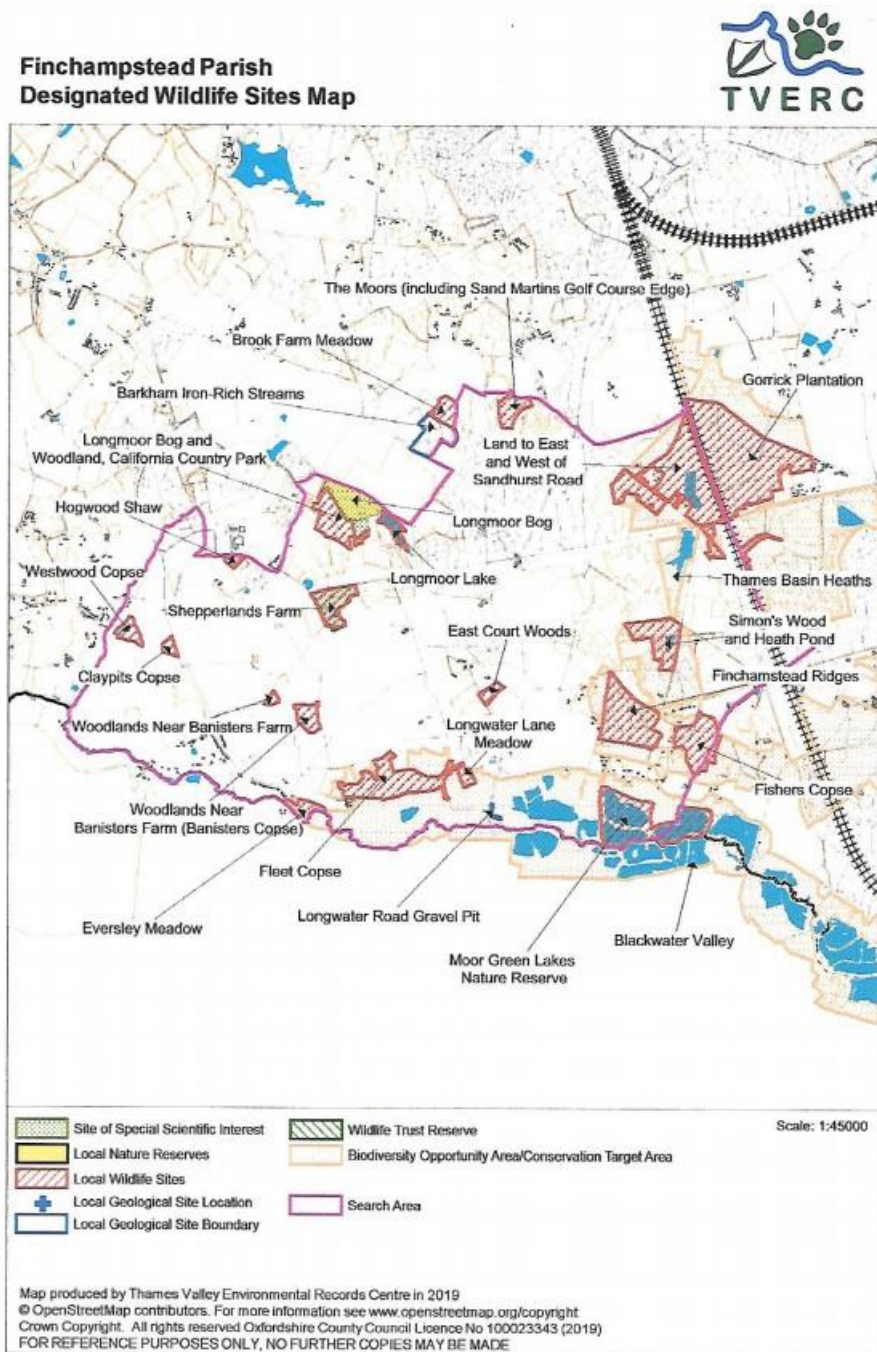 Finchampstead Parish
Designated Wildlife Sites Map
TVERC
The Moors (including Sand Martins Golf Course Edge)
Brook Farm Meadow
Barkham Iron-Rich Streams
Gorrick Plantation
Longmoor Bog and
Woodland, California Country Park
Land to East
and West of
Sandhurst Road
Hogwood Shaw
Longmoor Bog
Westwood Copse
Longmoor Lake
Thames Basin Heaths
Shepperlands Farm
Simon's Wood
and Heath Pond
East Court Woods
Claypits Copse
Finchamstead Ridges
Woodlands Near Banisters Farm
Longwater Lane
Meadow
Fishers Copse
Woodlands Near
Banisters Farm (Banisters Copse)
Fleet Copse
Eversley Meadow
Longwater Road Gravel Pit
Blackwater Valley
Moor Green Lakes
Nature Reserve
Site of Special Scientific Interest
Local Nature Reserves
Local Wildlife Sites
Local Geological Site Location
Local Geological Site Boundary
Wildlife Trust Reserve
Biodiversity Opportunity Area/Conservation Target Area
Search Area
Scale: 1:45000
Map produced by Thames Valley Environmental Records Centre in 2019
© OpenStreetMap contributors. For more information see www.openstreetmap.org/copyright
Crown Copyright. All rights reserved Oxfordshire County Council Licence No 100023343 (2019)
FOR REFERENCE PURPOSES ONLY, NO FURTHER COPIES MAY BE MADE